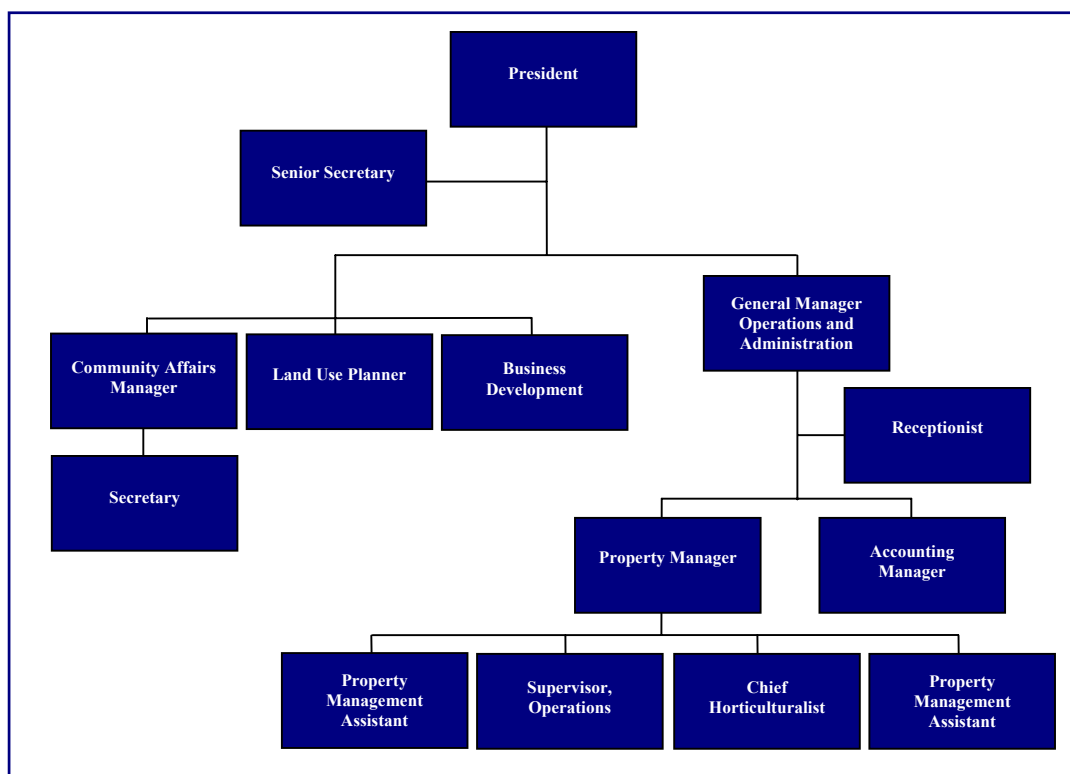 President
Senior Secretary
General Manager
Operations and
Administration
Community Affairs
Manager
Land Use Planner
Business
Development
Receptionist
Secretary
Property Manager
Accounting
Manager
Property
Management
Assistant
Supervisor,
Operations
Chief
Horticulturalist
Property
Management
Assistant